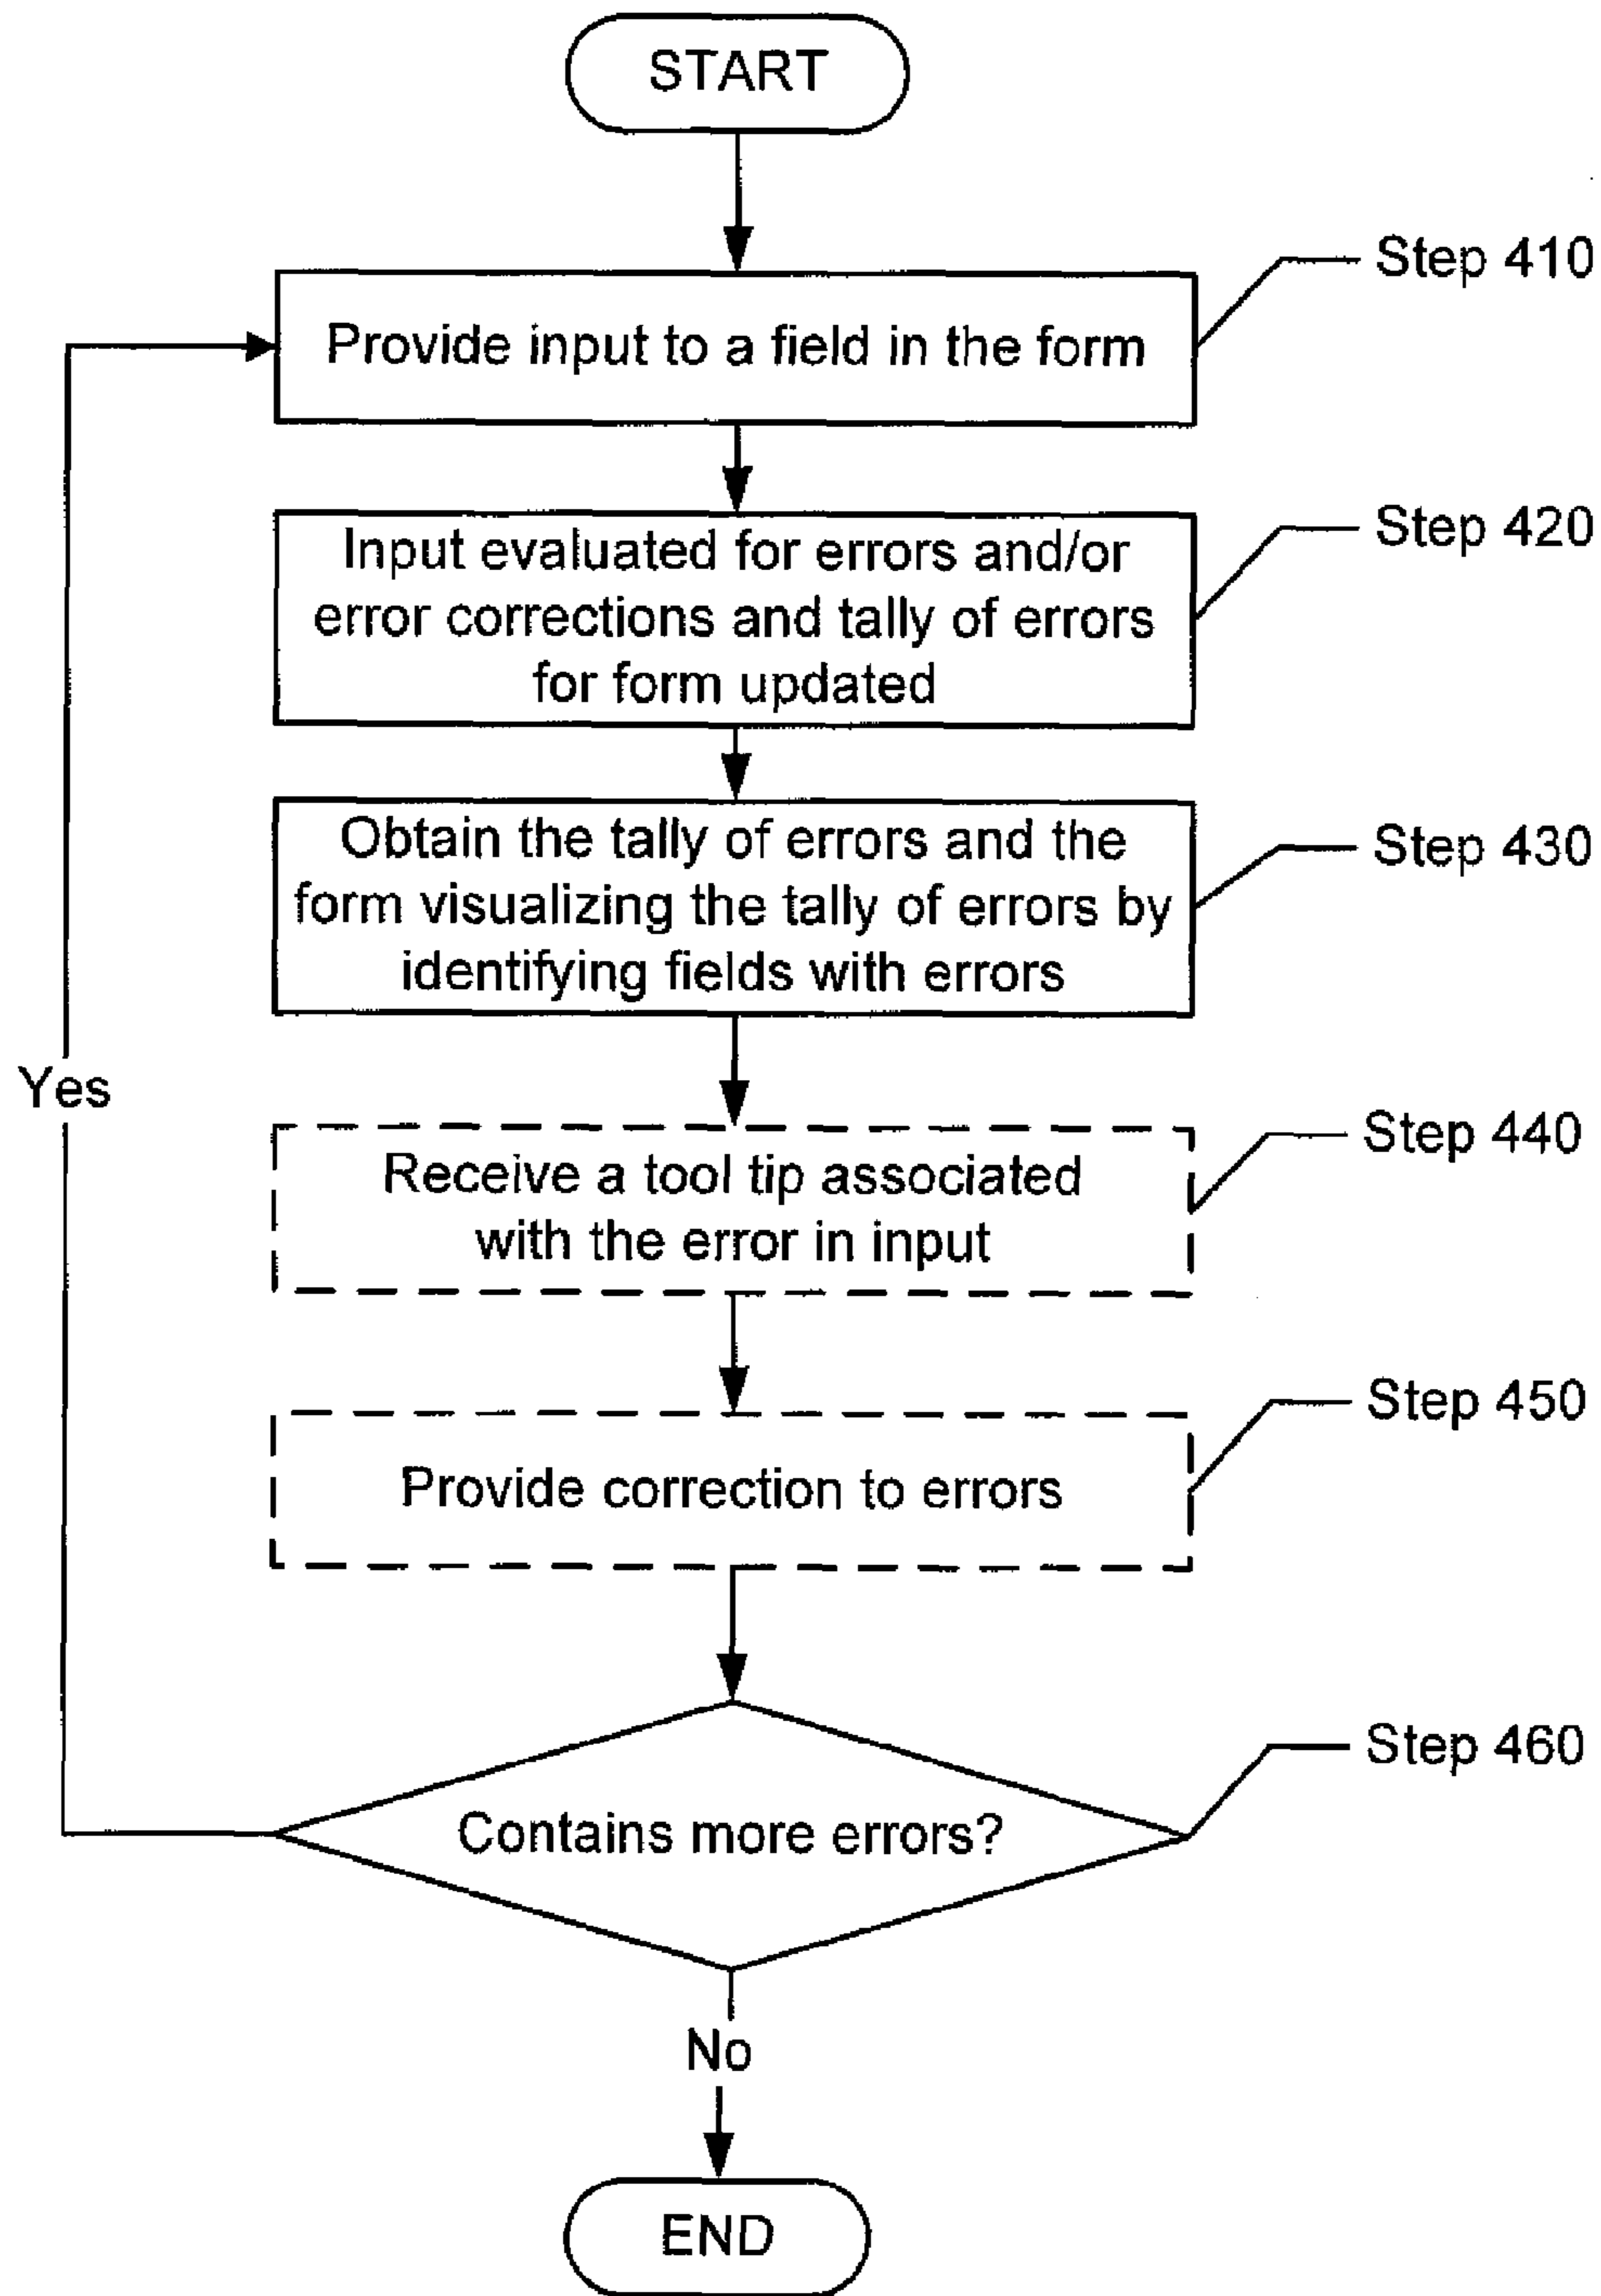 START
Step 410
Provide input to a field in the form
Step 420
Input evaluated for errors and/or
error corrections and tally of errors
for form updated
Step 430
Obtain the tally of errors and the
form visualizing the tally of errors by
identifying fields with errors
Yes
Step 440
Receive a tool tip associated
with the error in input
Step 450
Provide correction to errors
Step 460
Contains more errors?
No
END